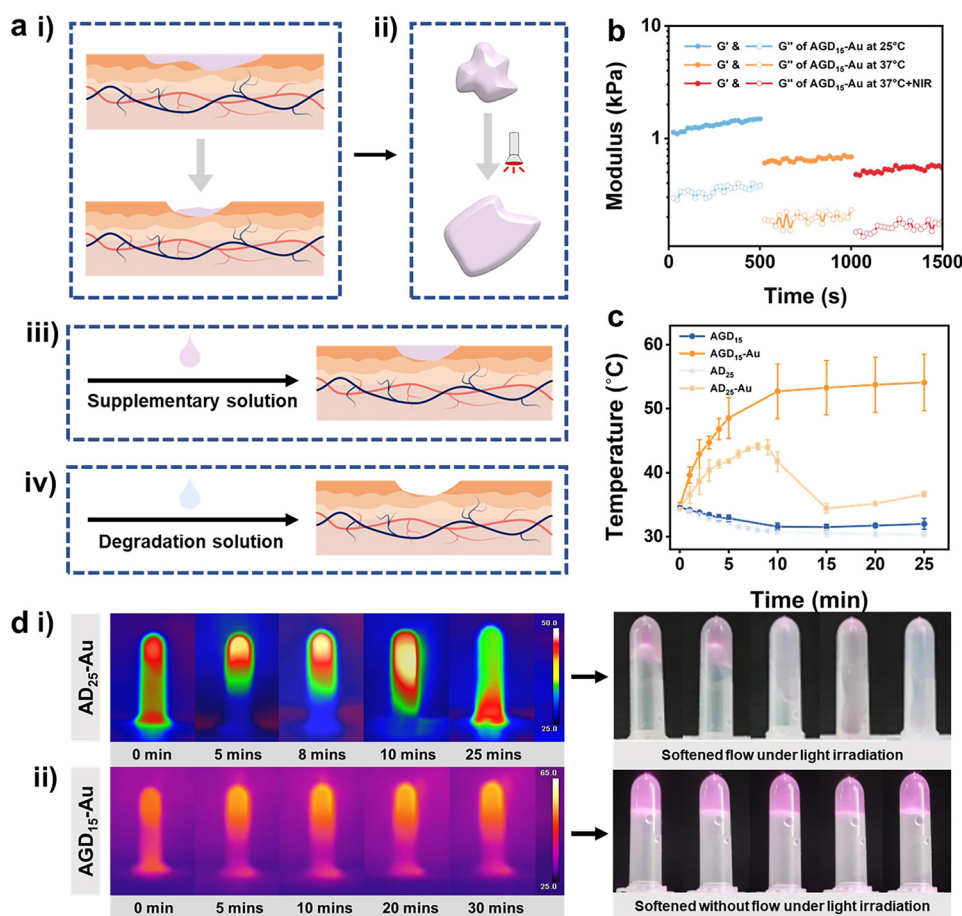 a i)
ii)
iii)
Supplementary solution
iv)
Degradation solution
b
G' & G'' of AGD₁₅-Au at 25°C
G' & G'' of AGD₁₅-Au at 37°C
G' & G'' of AGD₁₅-Au at 37°C+NIR
Modulus (kPa)
1
0 500 1000 1500
Time (s)
c
AGD₁₅
AGD₁₅-Au
AD₂₅
AD₂₅-Au
Temperature (°C)
60
50
40
30
0 5 10 15 20 25
Time (min)
d i)
AD₂₅-Au
50.0
25.0
0 min 5 mins 8 mins 10 mins 25 mins
Softened flow under light irradiation
ii)
AGD₁₅-Au
65.0
25.0
0 min 5 mins 10 mins 20 mins 30 mins
Softened without flow under light irradiation